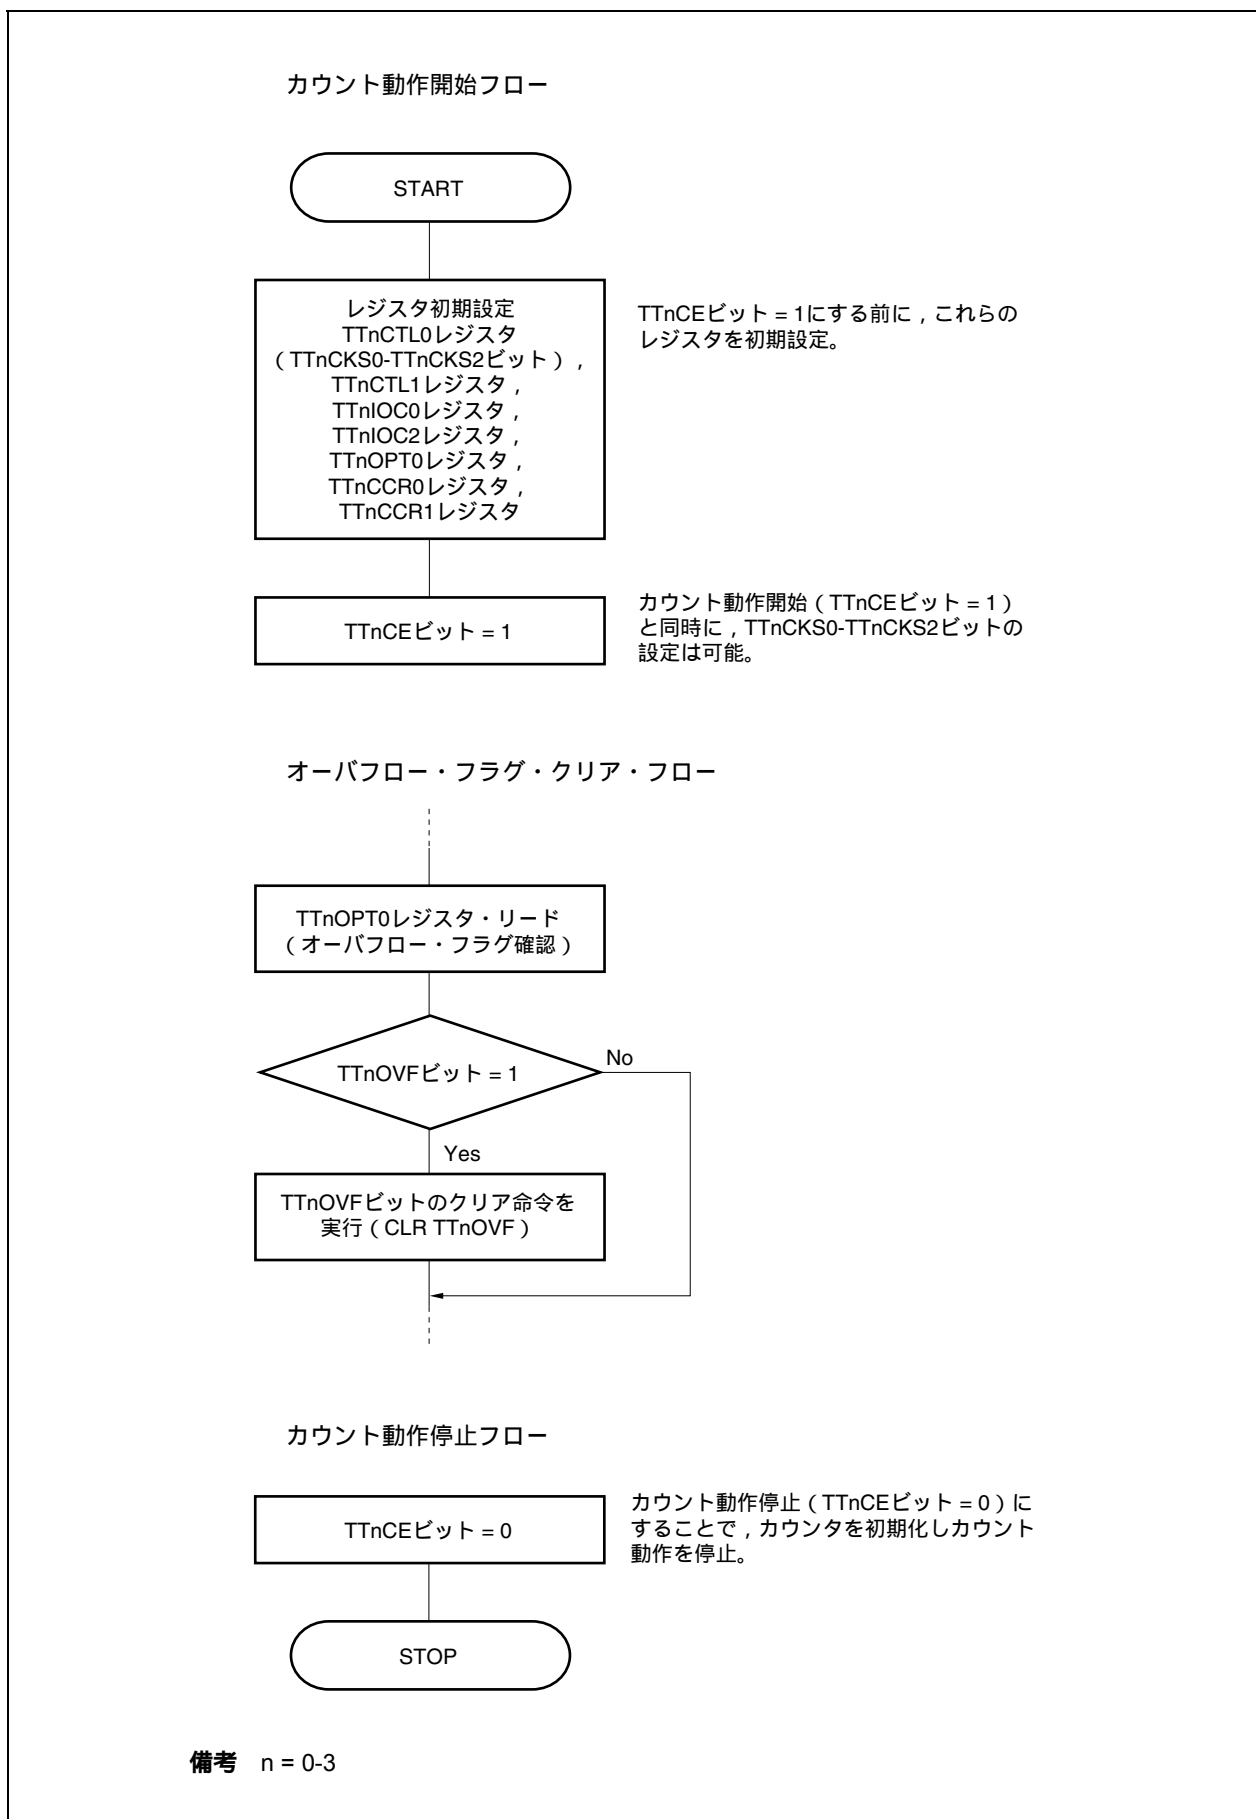 カウント動作開始フロー
START
レジスタ初期設定
TTnCTL0レジスタ
（TTnCKS0-TTnCKS2ビット）,
TTnCTL1レジスタ,
TTnIOC0レジスタ,
TTnIOC2レジスタ,
TTnOPT0レジスタ,
TTnCCR0レジスタ,
TTnCCR1レジスタ
TTnCEビット = 1にする前に，これらの
レジスタを初期設定。
TTnCEビット = 1
カウント動作開始（TTnCEビット = 1）
と同時に，TTnCKS0-TTnCKS2ビットの
設定は可能。
オーバフロー・フラグ・クリア・フロー
TTnOPT0レジスタ・リード
（オーバフロー・フラグ確認）
TTnOVFビット = 1
No
Yes
TTnOVFビットのクリア命令を
実行（CLR TTnOVF）
カウント動作停止フロー
TTnCEビット = 0
カウント動作停止（TTnCEビット = 0）に
することで，カウンタを初期化しカウント
動作を停止。
STOP
備考 n = 0-3